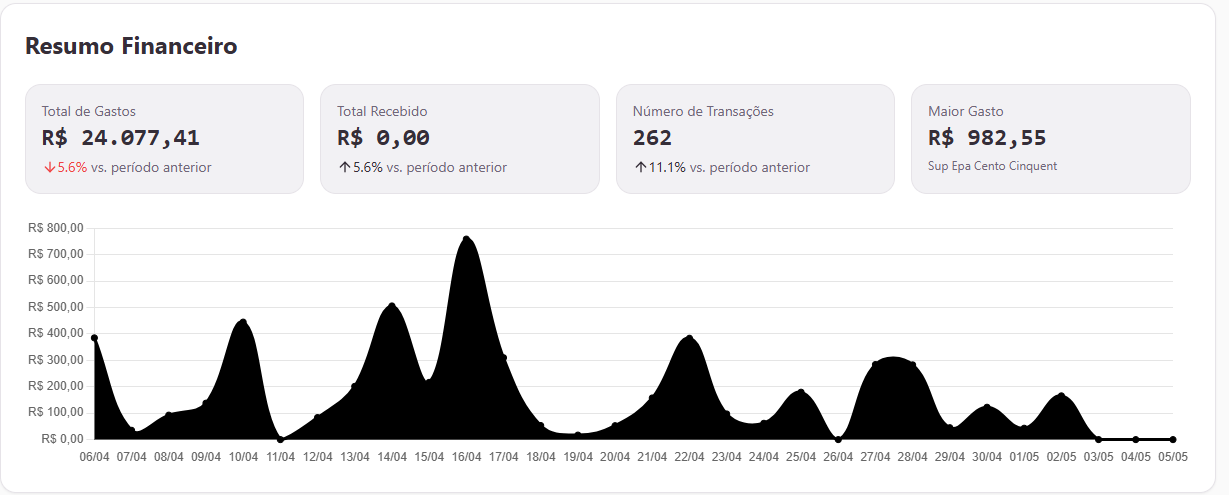 Resumo Financeiro
Total de Gastos
R$ 24.077,41
↓5.6% vs. período anterior
Total Recebido
R$ 0,00
↑5.6% vs. período anterior
Número de Transações
262
↑11.1% vs. período anterior
Maior Gasto
R$ 982,55
Sup Epa Cento Cinquent
R$ 800,00
R$ 700,00
R$ 600,00
R$ 500,00
R$ 400,00
R$ 300,00
R$ 200,00
R$ 100,00
R$ 0,00
06/04 07/04 08/04 09/04 10/04 11/04 12/04 13/04 14/04 15/04 16/04 17/04 18/04 19/04 20/04 21/04 22/04 23/04 24/04 25/04 26/04 27/04 28/04 29/04 30/04 01/05 02/05 03/05 04/05 05/05